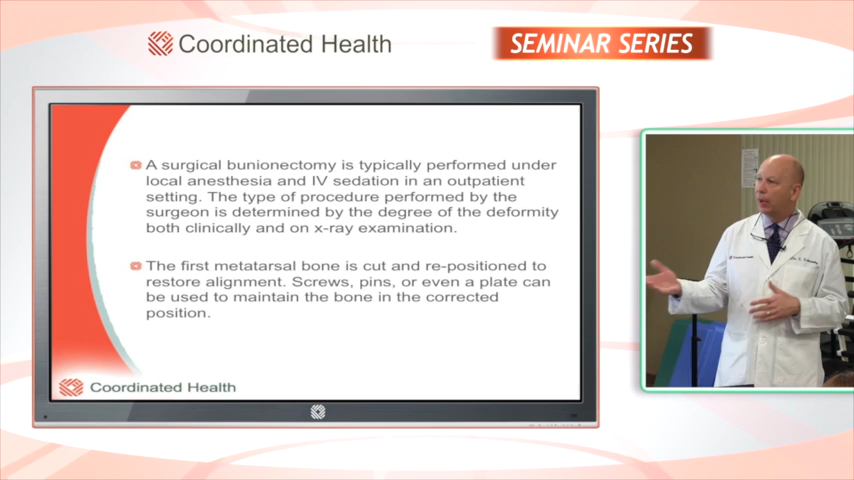 Coordinated Health
SEMINAR SERIES
A surgical bunionectomy is typically performed under
local anesthesia and IV sedation in an outpatient
setting. The type of procedure performed by the
surgeon is determined by the degree of the deformity
both clinically and on x-ray examination.
The first metatarsal bone is cut and re-positioned to
restore alignment. Screws, pins, or even a plate can
be used to maintain the bone in the corrected
position.
Coordinated Health
Coordinated Health